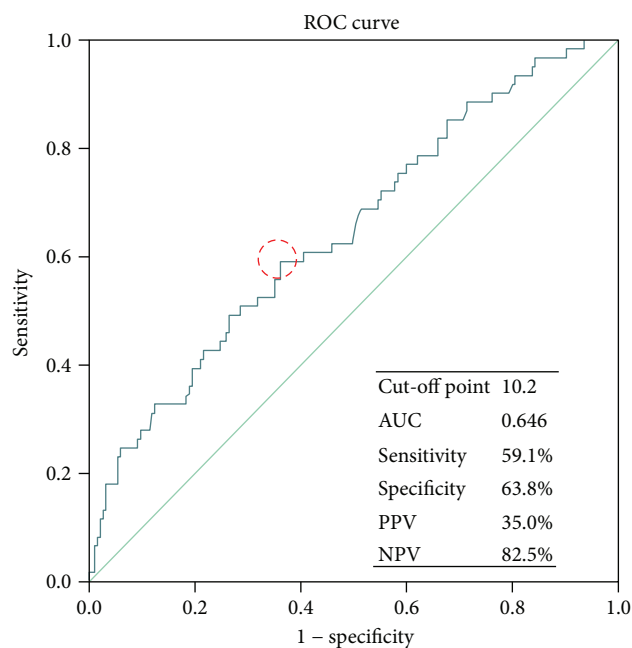 ROC curve
1.0
0.8
0.6
0.4
0.2
0.0
Sensitivity
Cut-off point 10.2
AUC 0.646
Sensitivity 59.1%
Specificity 63.8%
PPV 35.0%
NPV 82.5%
0.0 0.2 0.4 0.6 0.8 1.0
1 − specificity